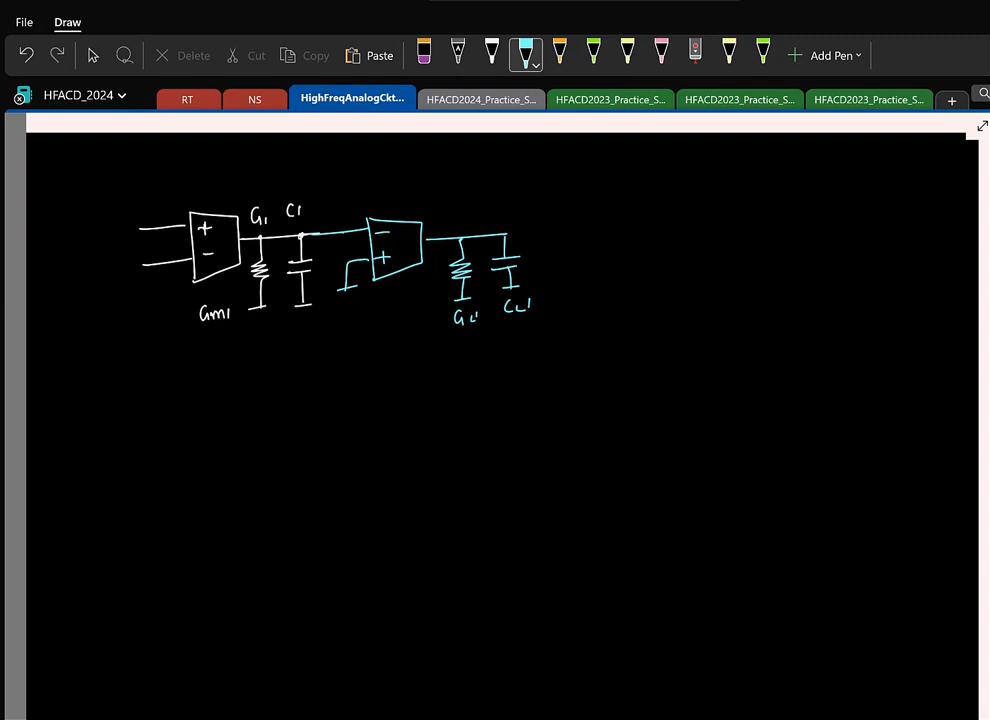 File Draw
Delete Cut Copy Paste A Add Pen
HFACD_2024 RT NS HighFreqAnalogCkt... HFACD2024_Practice_S... HFACD2023_Practice_S... HFACD2023_Practice_S... HFACD2023_Practice_S... +
G1 C1
+ -
- +
Gm1
GL' CL'